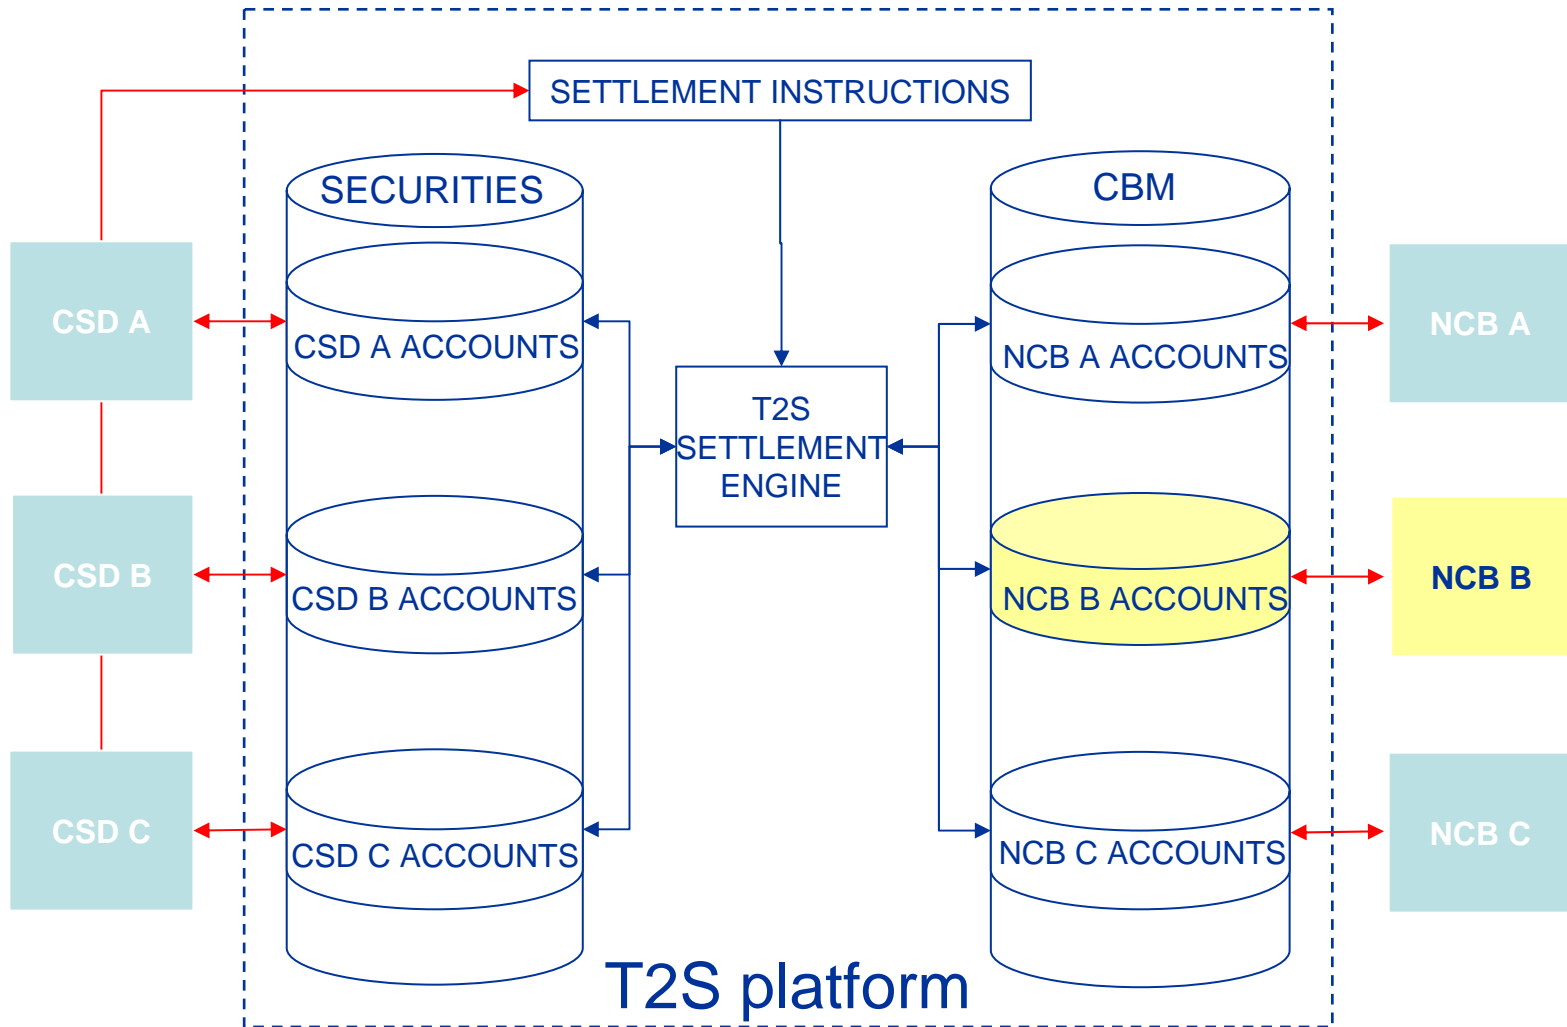 SETTLEMENT INSTRUCTIONS
SECURITIES
CBM
CSD A
CSD A ACCOUNTS
NCB A ACCOUNTS
NCB A
T2S
SETTLEMENT
ENGINE
CSD B
CSD B ACCOUNTS
NCB B ACCOUNTS
NCB B
CSD C
CSD C ACCOUNTS
NCB C ACCOUNTS
NCB C
T2S platform